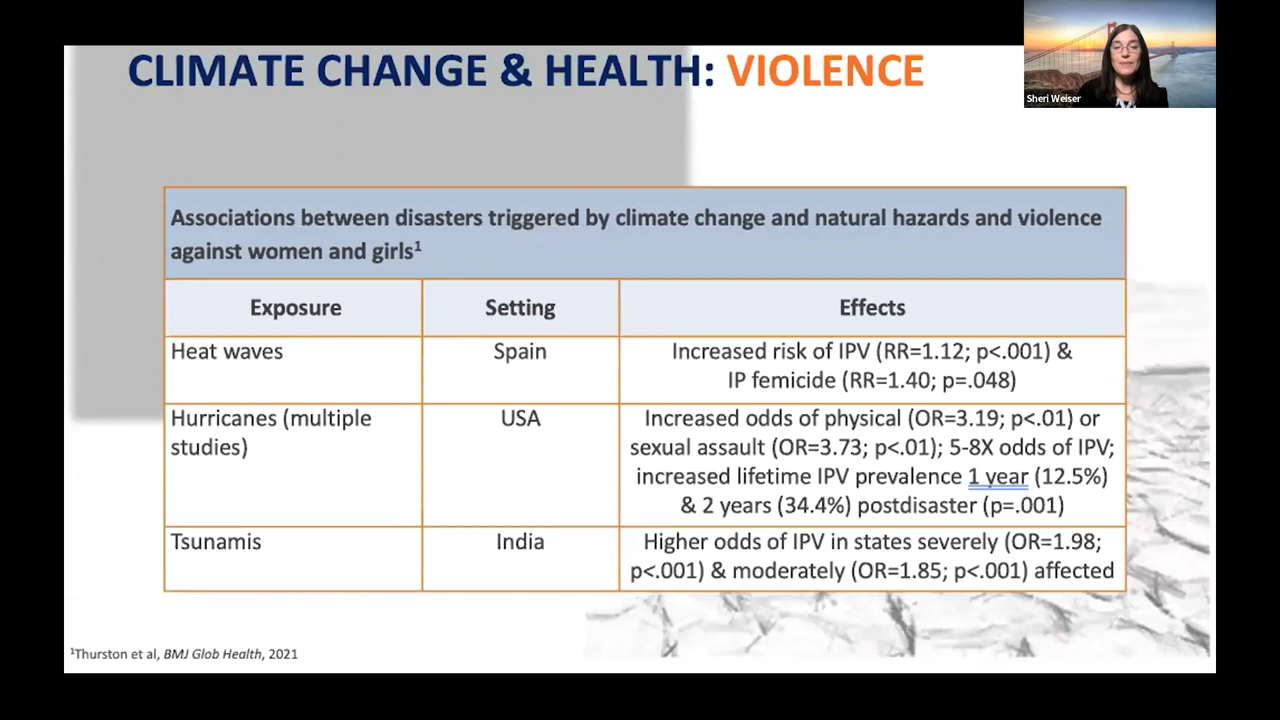 CLIMATE CHANGE & HEALTH: VIOLENCE
Sheri Weiser
Associations between disasters triggered by climate change and natural hazards and violence
against women and girls¹
Exposure
Setting
Effects
Heat waves
Spain
Increased risk of IPV (RR=1.12; p<.001) &
IP femicide (RR=1.40; p=.048)
Hurricanes (multiple
studies)
USA
Increased odds of physical (OR=3.19; p<.01) or
sexual assault (OR=3.73; p<.01); 5-8X odds of IPV;
increased lifetime IPV prevalence 1 year (12.5%)
& 2 years (34.4%) postdisaster (p=.001)
Tsunamis
India
Higher odds of IPV in states severely (OR=1.98;
p<.001) & moderately (OR=1.85; p<.001) affected
¹Thurston et al, BMJ Glob Health, 2021